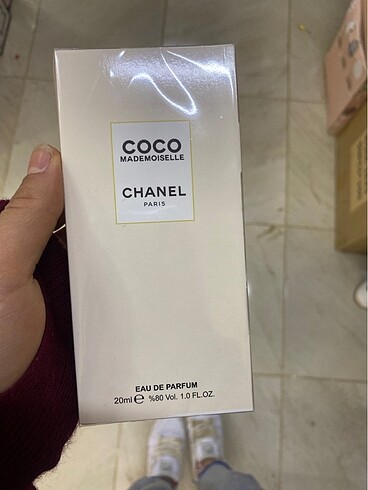 COCO
MADEMOISELLE
CHANEL
PARIS
EAU DE PARFUM
20ml ℮ %80 Vol. 1.0 FL.OZ.